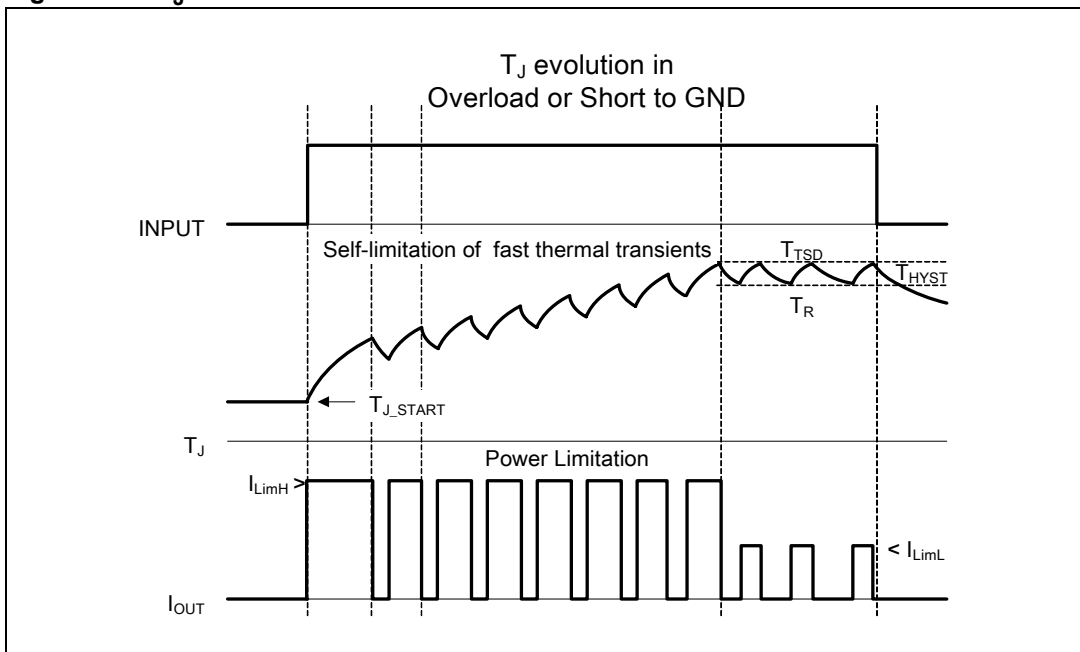 T_J evolution in
Overload or Short to GND
INPUT
Self-limitation of fast thermal transients
T_TSD
T_HYST
T_R
T_J_START
T_J
Power Limitation
I_LimH >
< I_LimL
I_OUT